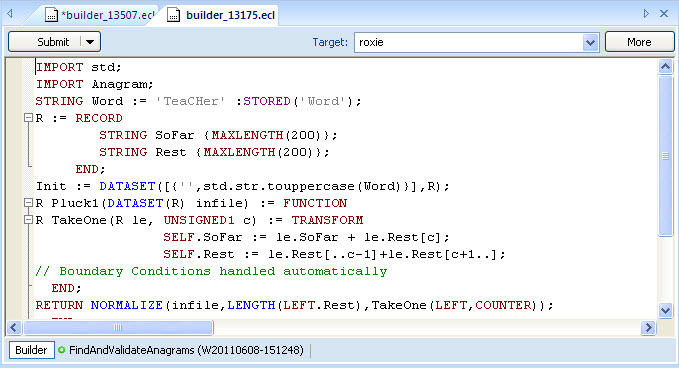 *builder_13507.ecl builder_13175.ecl
Submit Target: roxie More
IMPORT std;
IMPORT Anagram;
STRING Word := 'TeaCHer' :STORED('Word');
R := RECORD
STRING SoFar {MAXLENGTH(200)};
STRING Rest {MAXLENGTH(200)};
END;
Init := DATASET([{'',std.str.touppercase(Word)}],R);
R Pluck1(DATASET(R) infile) := FUNCTION
R TakeOne(R le, UNSIGNED1 c) := TRANSFORM
SELF.SoFar := le.SoFar + le.Rest[c];
SELF.Rest := le.Rest[..c-1]+le.Rest[c+1..];
// Boundary Conditions handled automatically
END;
RETURN NORMALIZE(infile,LENGTH(LEFT.Rest),TakeOne(LEFT,COUNTER));
Builder FindAndValidateAnagrams (W20110608-151248)